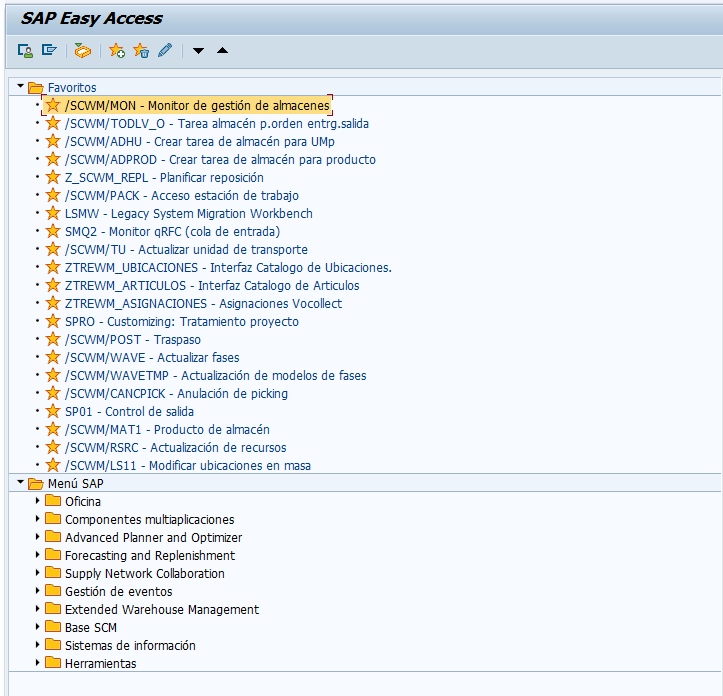 SAP Easy Access
Favoritos
/SCWM/MON - Monitor de gestión de almacenes
/SCWM/TODLV_O - Tarea almacén p.orden entrg.salida
/SCWM/ADHU - Crear tarea de almacén para UMp
/SCWM/ADPROD - Crear tarea de almacén para producto
Z_SCWM_REPL - Planificar reposición
/SCWM/PACK - Acceso estación de trabajo
LSMW - Legacy System Migration Workbench
SMQ2 - Monitor qRFC (cola de entrada)
/SCWM/TU - Actualizar unidad de transporte
ZTREWM_UBICACIONES - Interfaz Catalogo de Ubicaciones.
ZTREWM_ARTICULOS - Interfaz Catalogo de Articulos
ZTREWM_ASIGNACIONES - Asignaciones Vocollect
SPRO - Customizing: Tratamiento proyecto
/SCWM/POST - Traspaso
/SCWM/WAVE - Actualizar fases
/SCWM/WAVETMP - Actualización de modelos de fases
/SCWM/CANCPICK - Anulación de picking
SP01 - Control de salida
/SCWM/MAT1 - Producto de almacén
/SCWM/RSRC - Actualización de recursos
/SCWM/LS11 - Modificar ubicaciones en masa
Menú SAP
Oficina
Componentes multiaplicaciones
Advanced Planner and Optimizer
Forecasting and Replenishment
Supply Network Collaboration
Gestión de eventos
Extended Warehouse Management
Base SCM
Sistemas de información
Herramientas